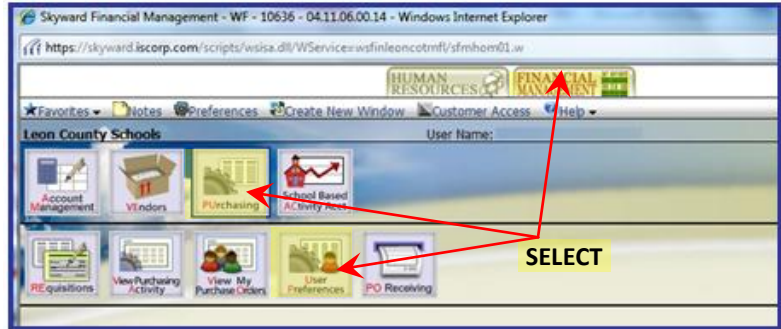 Skyward Financial Management - WF - 10636 - 04.11.06.00.14 - Windows Internet Explorer
https://skyward.iscorp.com/scripts/wsisa.dll/WService=wsfinleoncotrnfl/sfmhom01.w
HUMAN RESOURCES FINANCIAL MANAGEMENT
Favorites Notes Preferences Create New Window Customer Access Help
Leon County Schools User Name:
Account Management VEndors PUrchasing School Based ACtivity Acct
REquisitions View Purchasing Activity View My Purchase Orders User Preferences PO Receiving
SELECT